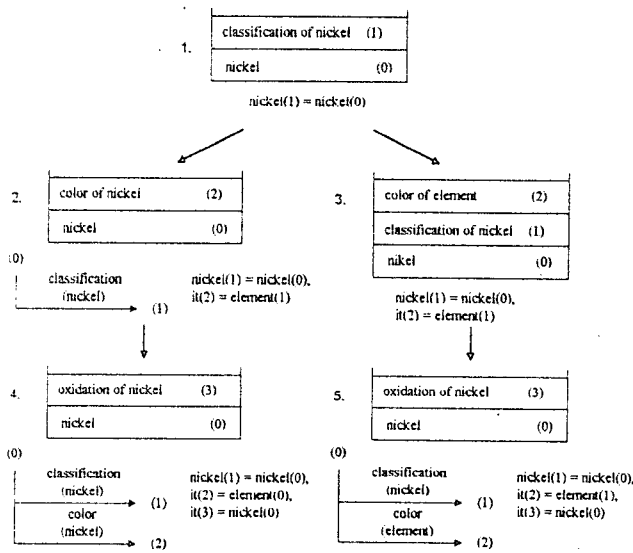 1.
classification of nickel (1)
nickel (0)
nickel(1) = nickel(0)
2.
color of nickel (2)
nickel (0)
(0)
classification
(nickel)
(1)
nickel(1) = nickel(0),
it(2) = element(1)
3.
color of element (2)
classification of nickel (1)
nikel (0)
nickel(1) = nickel(0),
it(2) = element(1)
4.
oxidation of nickel (3)
nickel (0)
(0)
classification
(nickel)
(1)
color
(nickel)
(2)
nickel(1) = nickel(0),
it(2) = element(0),
it(3) = nickel(0)
5.
oxidation of nickel (3)
nickel (0)
(0)
classification
(nickel)
(1)
color
(element)
(2)
nickel(1) = nickel(0),
it(2) = element(1),
it(3) = nickel(0)